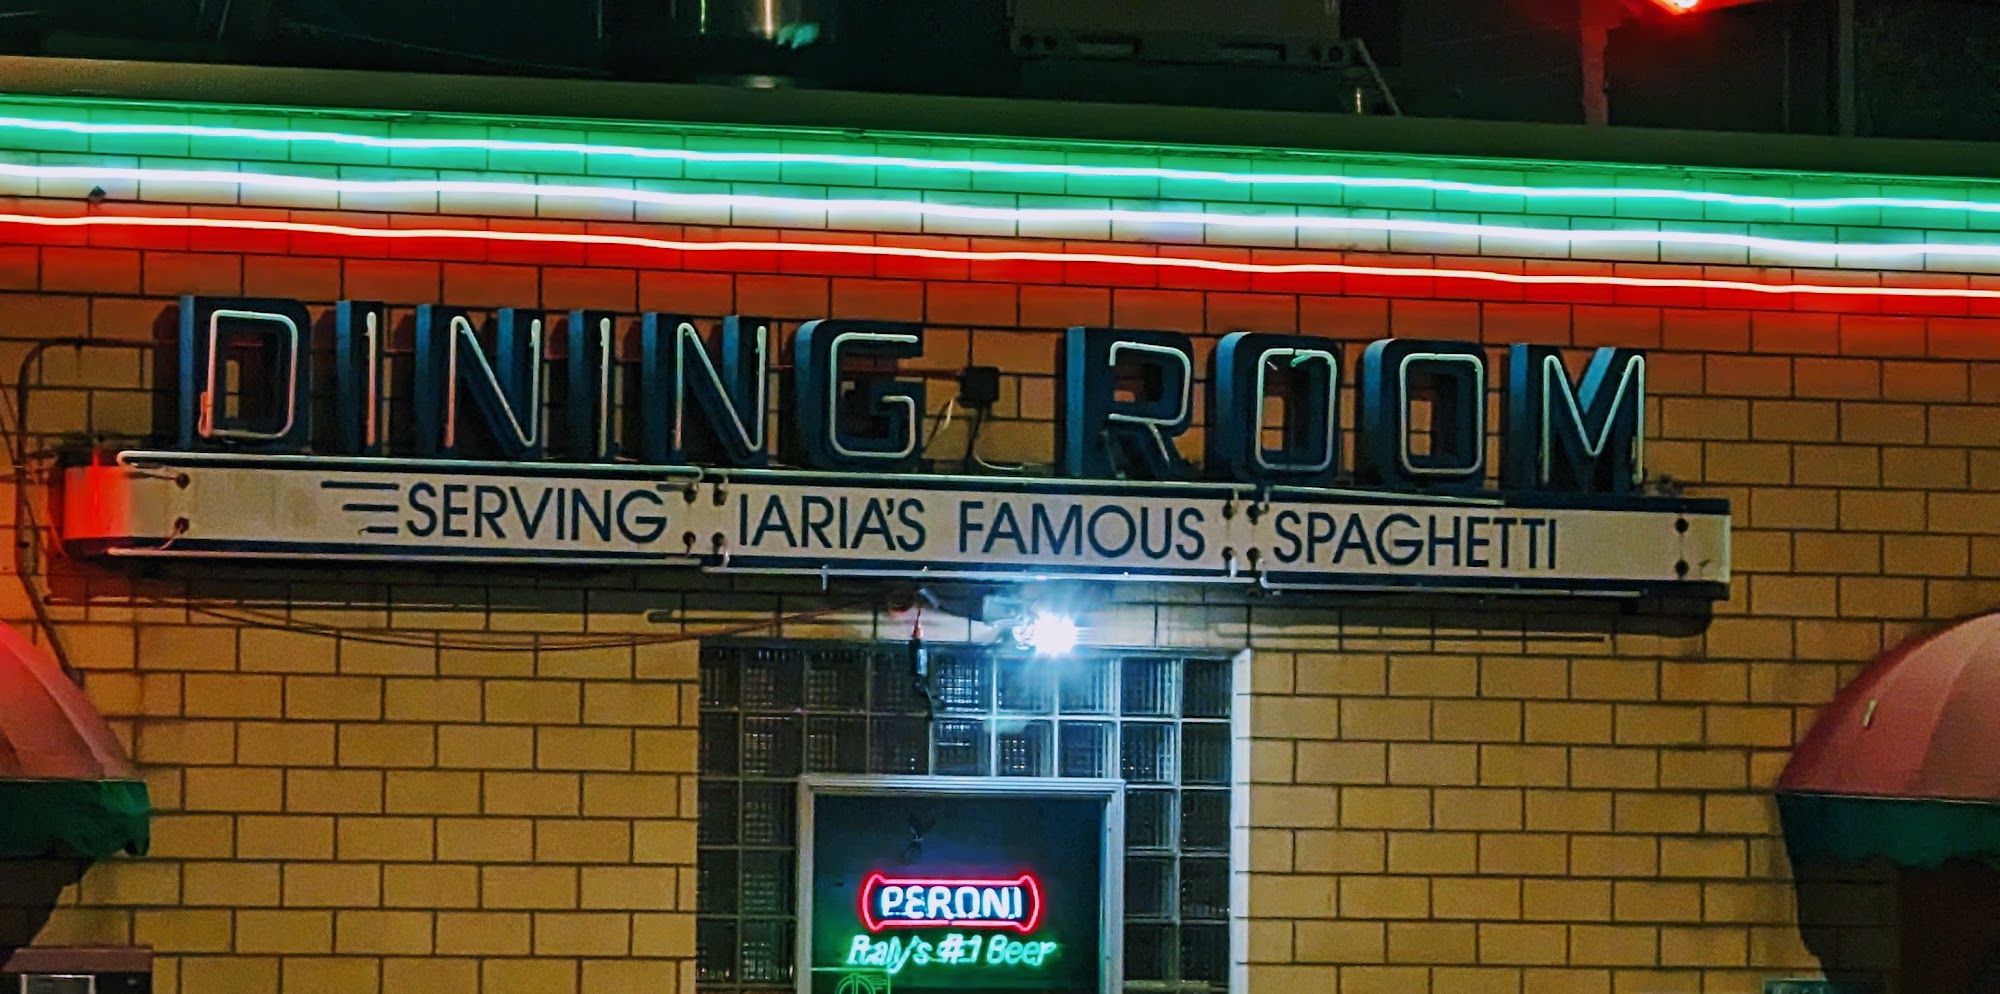 DINING ROOM
SERVING IARIA'S FAMOUS SPAGHETTI
PERONI
Italy's #1 Beer